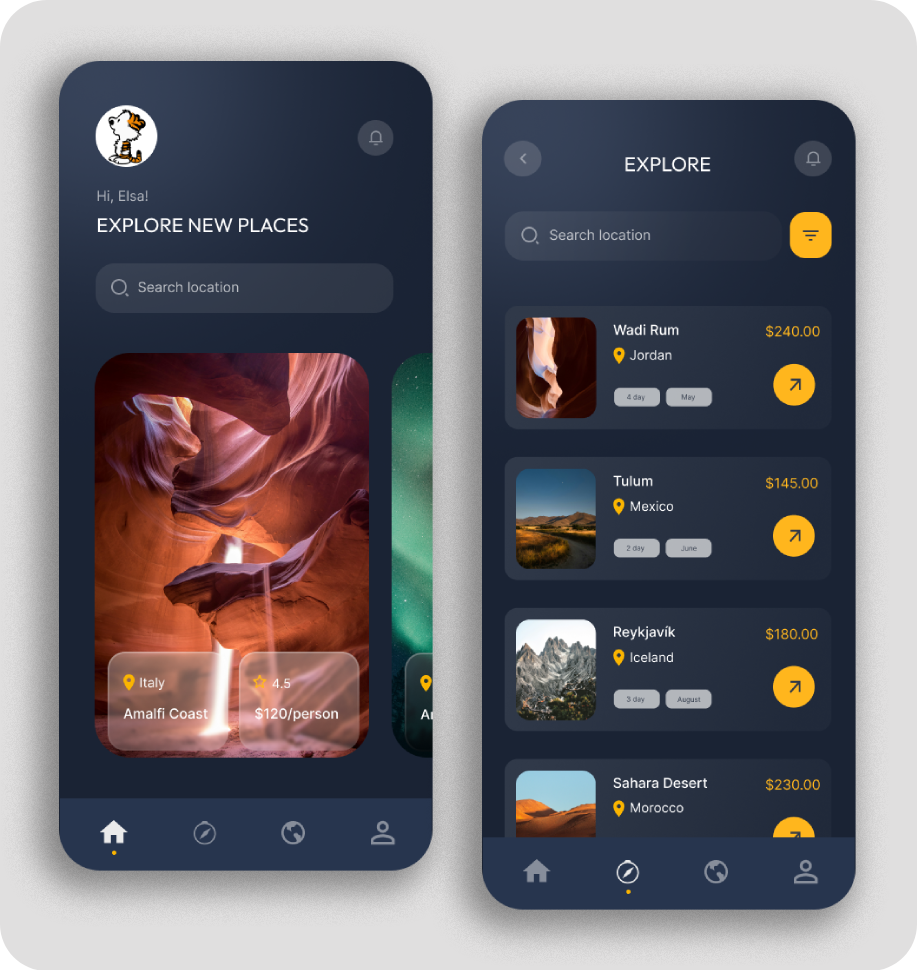 Hi, Elsa!
EXPLORE NEW PLACES
Search location
Italy
4.5
Amalfi Coast
$120/person
EXPLORE
Search location
Wadi Rum
$240.00
Jordan
4 day
May
Tulum
$145.00
Mexico
2 day
June
Reykjavík
$180.00
Iceland
3 day
August
Sahara Desert
$230.00
Morocco